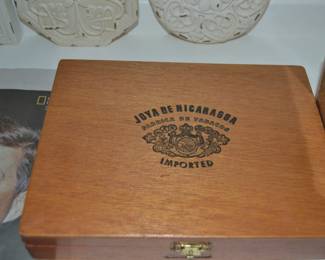 JOYA DE NICARAGUA
FABRICA DE TABACOS
IMPORTED